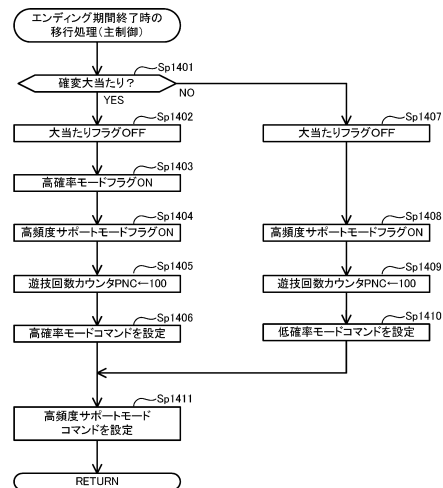 エンディング期間終了時の
移行処理(主制御)
Sp1401
確変大当たり？
YES
NO
Sp1402
大当たりフラグOFF
Sp1403
高確率モードフラグON
Sp1404
高頻度サポートモードフラグON
Sp1405
遊技回数カウンタPNC←100
Sp1406
高確率モードコマンドを設定
Sp1407
大当たりフラグOFF
Sp1408
高頻度サポートモードフラグON
Sp1409
遊技回数カウンタPNC←100
Sp1410
低確率モードコマンドを設定
Sp1411
高頻度サポートモード
コマンドを設定
RETURN